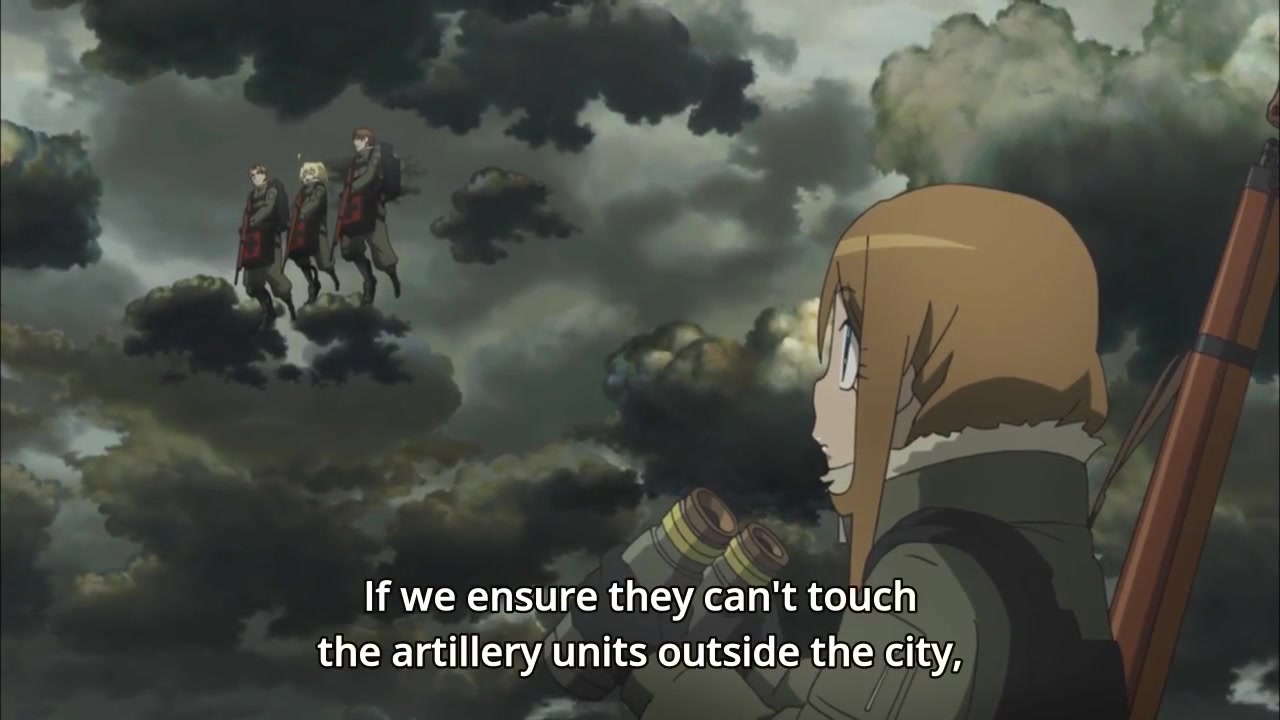 If we ensure they can't touch
the artillery units outside the city,